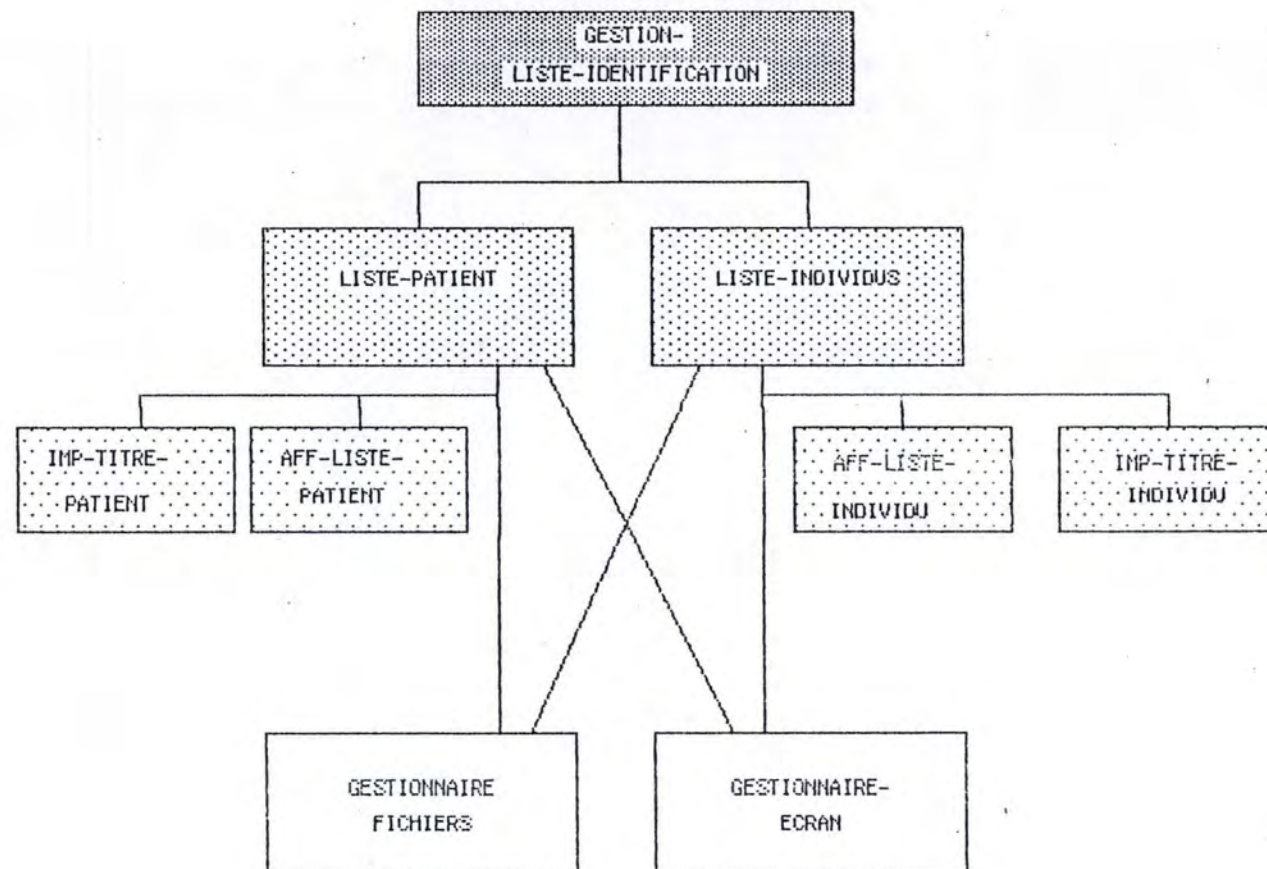 GESTION-
LISTE-IDENTIFICATION
LISTE-PATIENT
LISTE-INDIVIDUS
IMP-TITRE-
PATIENT
AFF-LISTE-
PATIENT
AFF-LISTE-
INDIVIDU
IMP-TITRE-
INDIVIDU
GESTIONNAIRE
FICHIERS
GESTIONNAIRE-
ECRAN